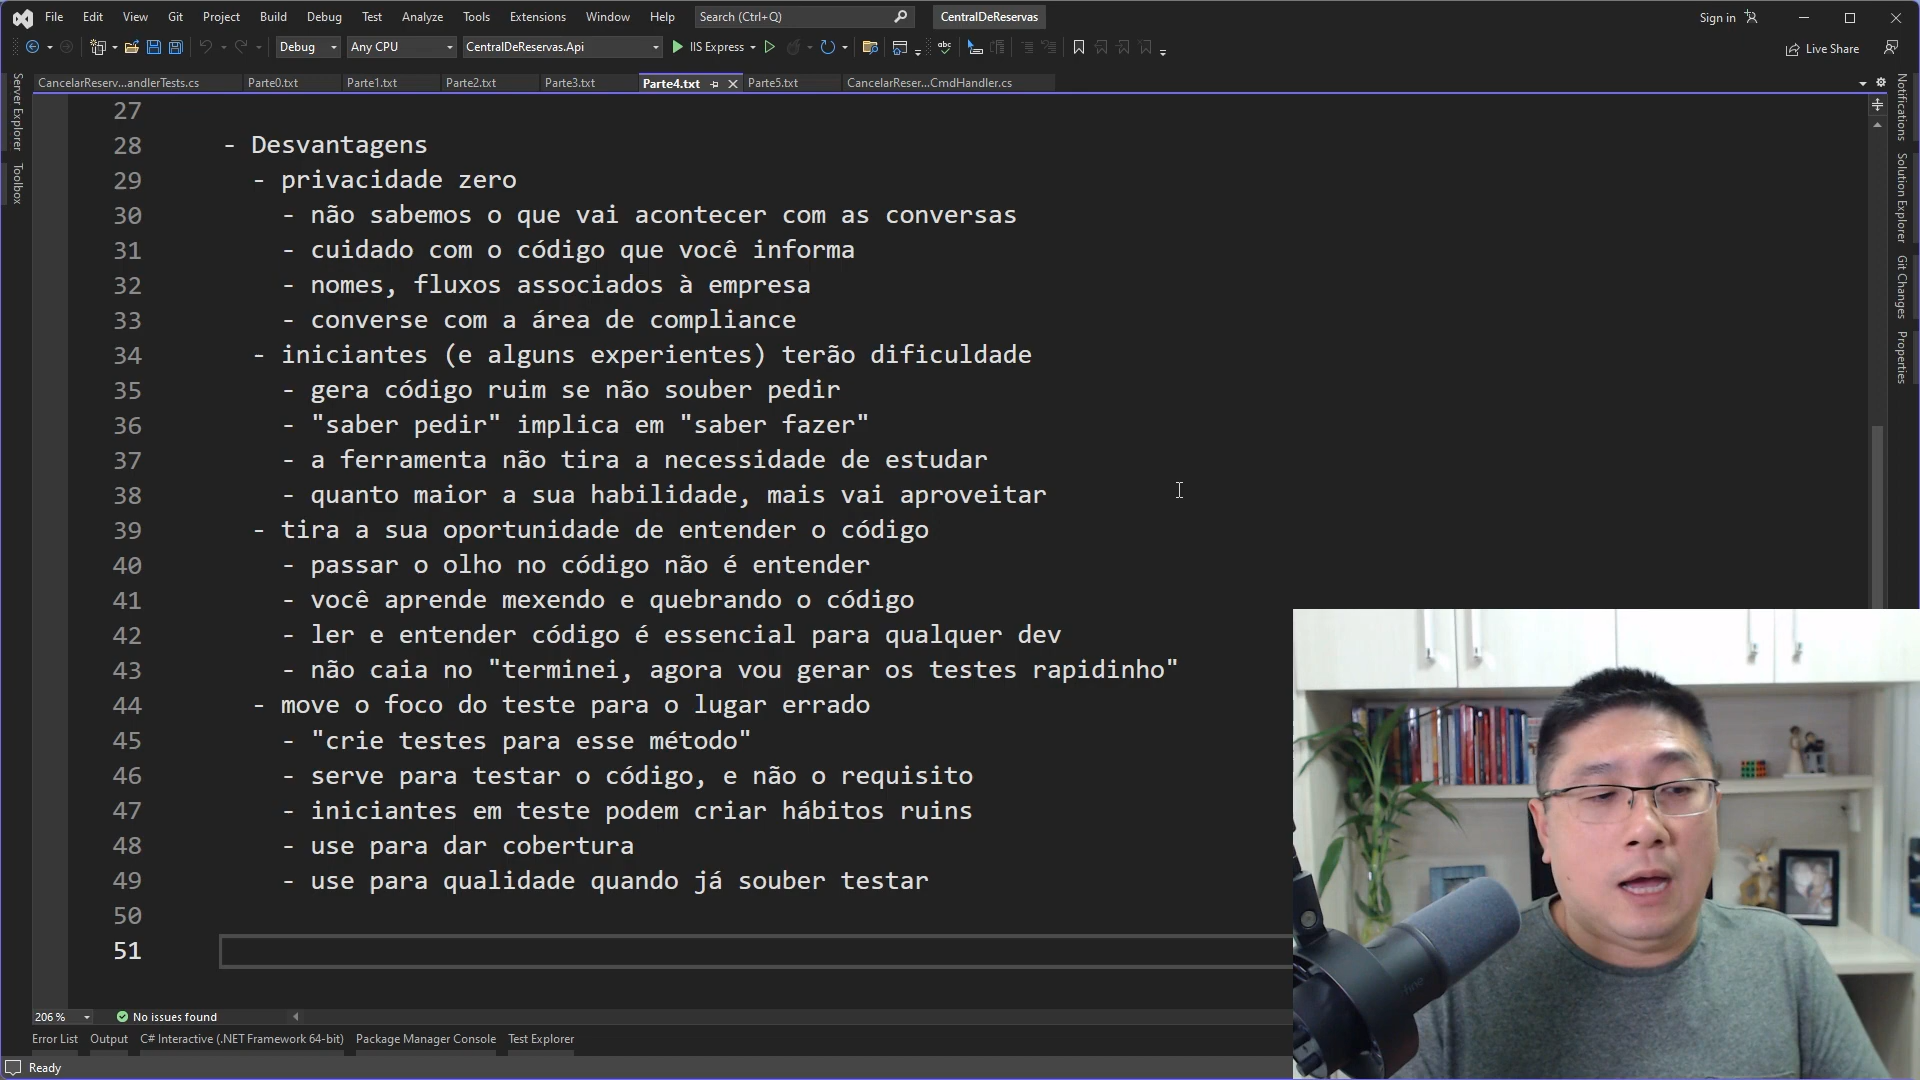 File Edit View Git Project Build Debug Test Analyze Tools Extensions Window Help Search (Ctrl+Q) CentralDeReservas Sign in
Debug Any CPU CentralDeReservas.Api IIS Express Live Share
CancelarReserv...andlerTests.cs Parte0.txt Parte1.txt Parte2.txt Parte3.txt Parte4.txt Parte5.txt CancelarReser...CmdHandler.cs
Server Explorer
Toolbox
Notifications
Solution Explorer
Git Changes
Properties
27
28 - Desvantagens
29 - privacidade zero
30 - não sabemos o que vai acontecer com as conversas
31 - cuidado com o código que você informa
32 - nomes, fluxos associados à empresa
33 - converse com a área de compliance
34 - iniciantes (e alguns experientes) terão dificuldade
35 - gera código ruim se não souber pedir
36 - "saber pedir" implica em "saber fazer"
37 - a ferramenta não tira a necessidade de estudar
38 - quanto maior a sua habilidade, mais vai aproveitar
39 - tira a sua oportunidade de entender o código
40 - passar o olho no código não é entender
41 - você aprende mexendo e quebrando o código
42 - ler e entender código é essencial para qualquer dev
43 - não caia no "terminei, agora vou gerar os testes rapidinho"
44 - move o foco do teste para o lugar errado
45 - "crie testes para esse método"
46 - serve para testar o código, e não o requisito
47 - iniciantes em teste podem criar hábitos ruins
48 - use para dar cobertura
49 - use para qualidade quando já souber testar
50
51
206 % No issues found
Error List Output C# Interactive (.NET Framework 64-bit) Package Manager Console Test Explorer
Ready